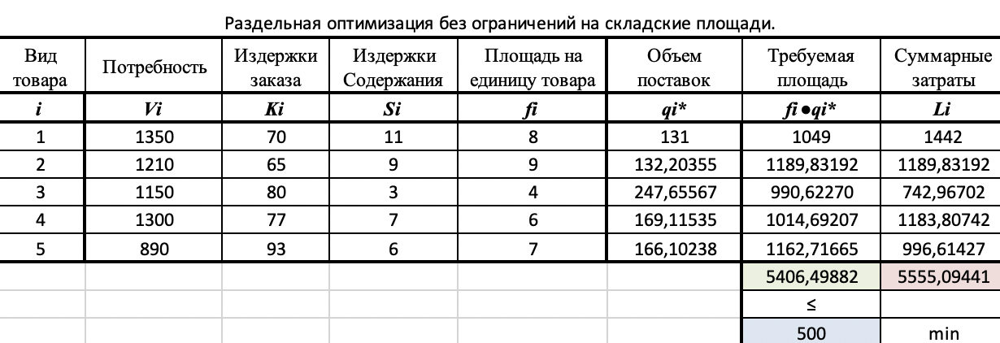 Раздельная оптимизация без ограничений на складские площади.
Вид товара Потребность Издержки заказа Издержки Содержания Площадь на единицу товара Объем поставок Требуемая площадь Суммарные затраты
i Vi Ki Si fi qi* fi●qi* Li
1 1350 70 11 8 131 1049 1442
2 1210 65 9 9 132,20355 1189,83192 1189,83192
3 1150 80 3 4 247,65567 990,62270 742,96702
4 1300 77 7 6 169,11535 1014,69207 1183,80742
5 890 93 6 7 166,10238 1162,71665 996,61427
5406,49882 5555,09441
≤
500 min